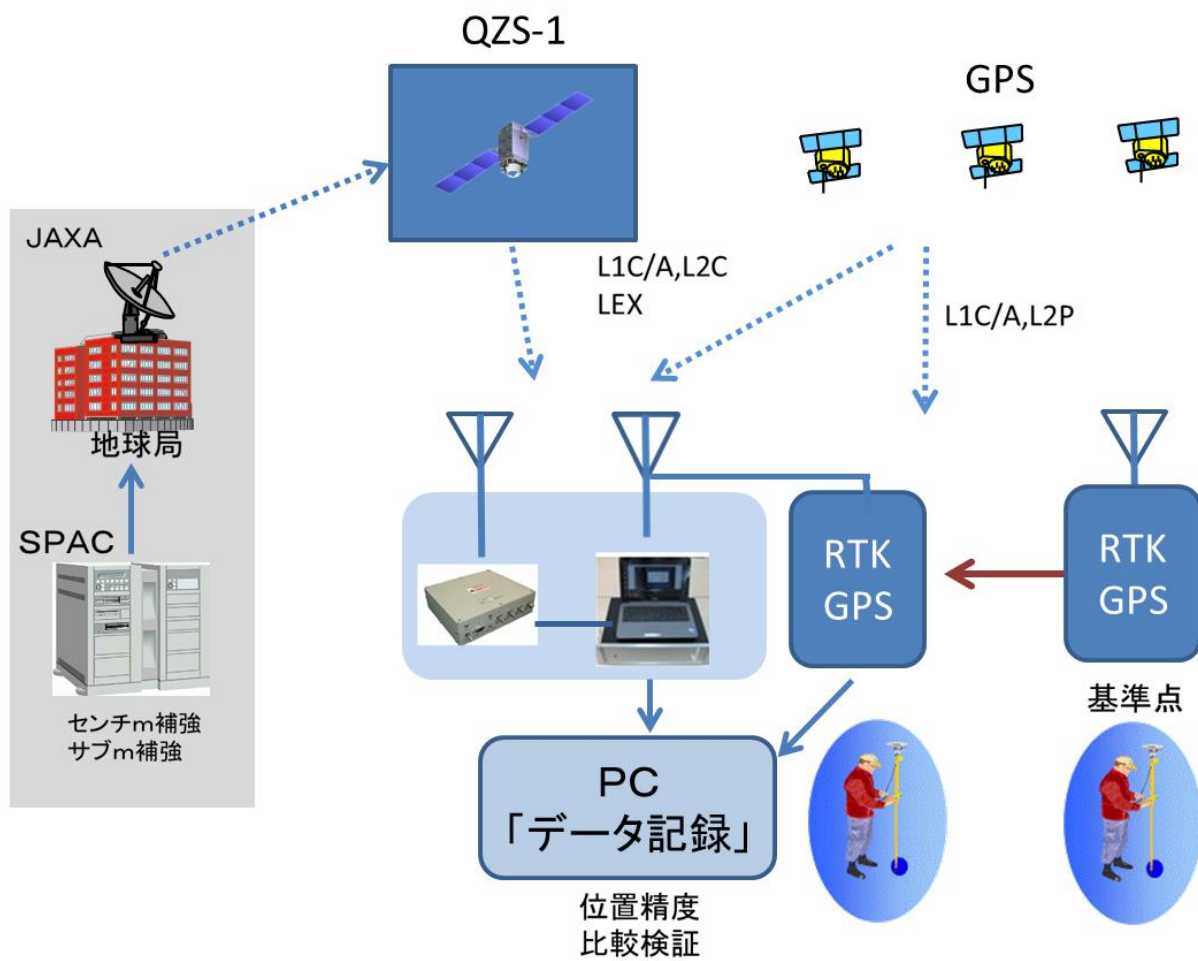 QZS-1
GPS
JAXA
L1C/A,L2C
LEX
L1C/A,L2P
地球局
SPAC
RTK
GPS
RTK
GPS
センチm補強
サブm補強
基準点
PC
「データ記録」
位置精度
比較検証